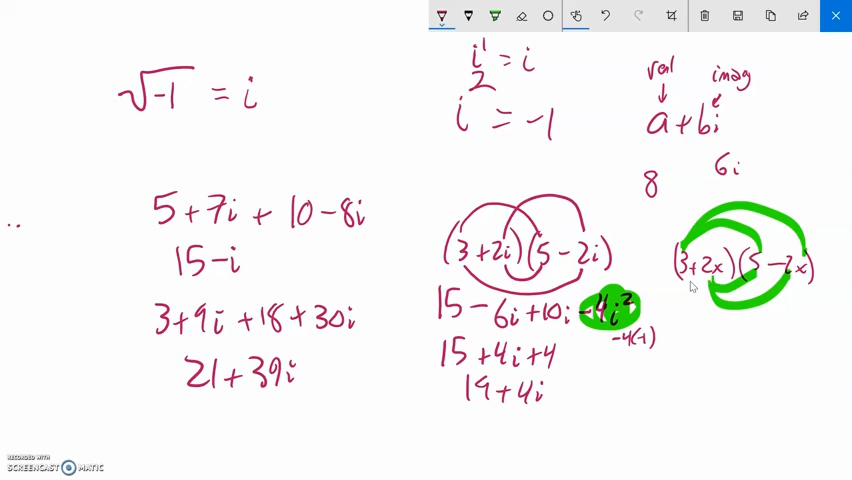 √-1 = i
i¹ = i
i² = -1
real
imag
a + bi
8
6i
5 + 7i + 10 - 8i
15 - i
3 + 9i + 18 + 30i
21 + 39i
(3 + 2i)(5 - 2i)
15 - 6i + 10i - 4i²
-4(-1)
15 + 4i + 4
19 + 4i
(3 + 2x)(5 - 2x)
RECORDED WITH
SCREENCAST MATIC